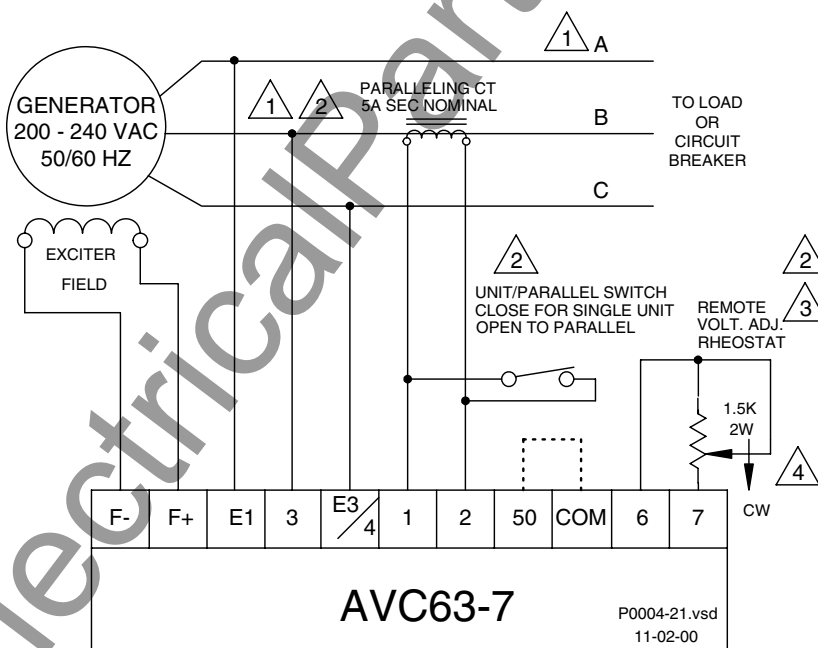 1 A
GENERATOR
200 - 240 VAC
50/60 HZ
1 2
PARALLELING CT
5A SEC NOMINAL
B
TO LOAD
OR
CIRCUIT
BREAKER
C
EXCITER
FIELD
2
UNIT/PARALLEL SWITCH
CLOSE FOR SINGLE UNIT
OPEN TO PARALLEL
2
3
REMOTE
VOLT. ADJ.
RHEOSTAT
1.5K
2W
4
CW
F- F+ E1 3 E3/4 1 2 50 COM 6 7
AVC63-7
P0004-21.vsd
11-02-00
lectricalPart